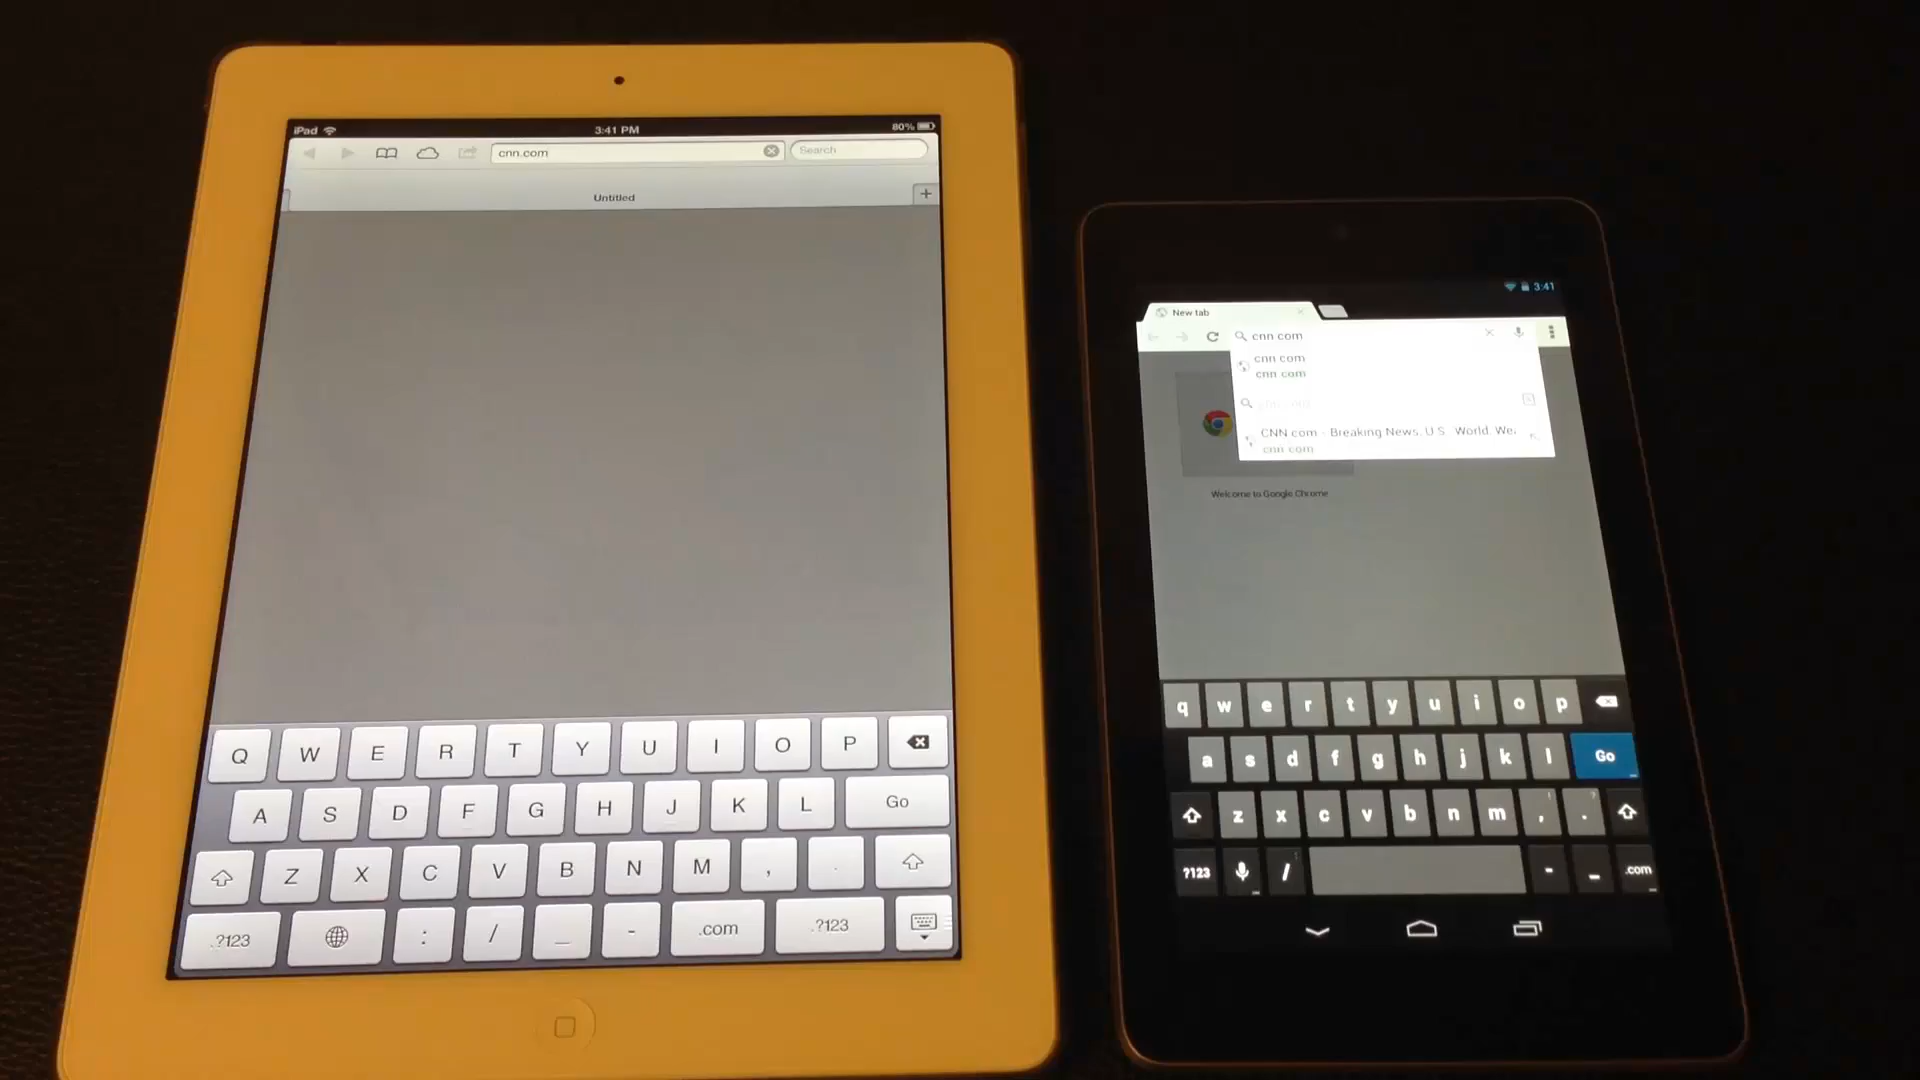 iPad 3:41 PM 80%
cnn.com Search
Untitled +
Q W E R T Y U I O P
A S D F G H J K L Go
Z X C V B N M , .
.?123 : / _ - .com .?123
3:41
New tab
cnn com
cnn com
cnn com
CNN com - Breaking News, U.S. World, We
cnn com
Welcome to Google Chrome
q w e r t y u i o p
a s d f g h j k l Go
z x c v b n m , ! . ?
?123 / - _ .com